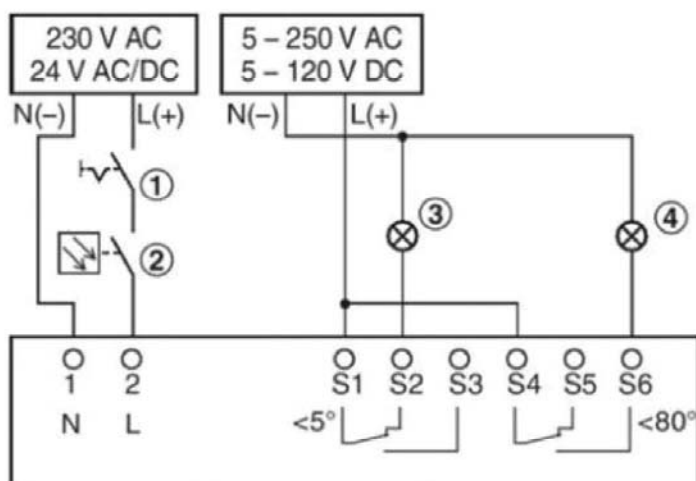 230 V AC
24 V AC/DC
5 – 250 V AC
5 – 120 V DC
N(–) L(+) N(–) L(+)
1
2
3
4
1 2 S1 S2 S3 S4 S5 S6
N L <5° <80°